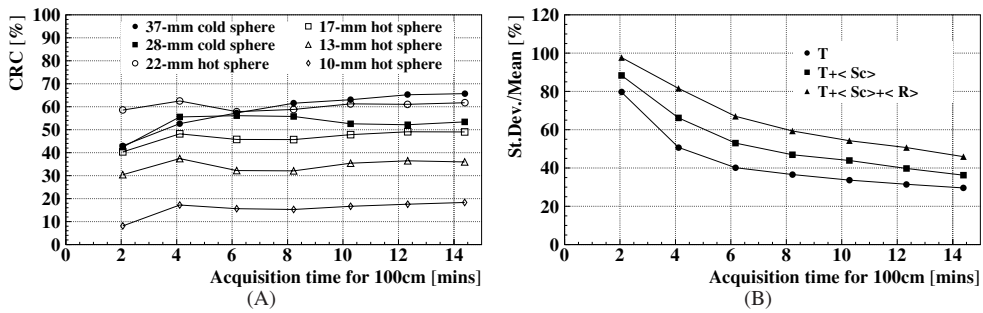 CRC [%]
100
90
80
70
60
50
40
30
20
10
0
37-mm cold sphere
28-mm cold sphere
22-mm hot sphere
17-mm hot sphere
13-mm hot sphere
10-mm hot sphere
0 2 4 6 8 10 12 14
Acquisition time for 100cm [mins]
(A)
St.Dev./Mean [%]
120
100
80
60
40
20
0
T
T+< Sc>
T+< Sc>+< R>
0 2 4 6 8 10 12 14
Acquisition time for 100cm [mins]
(B)